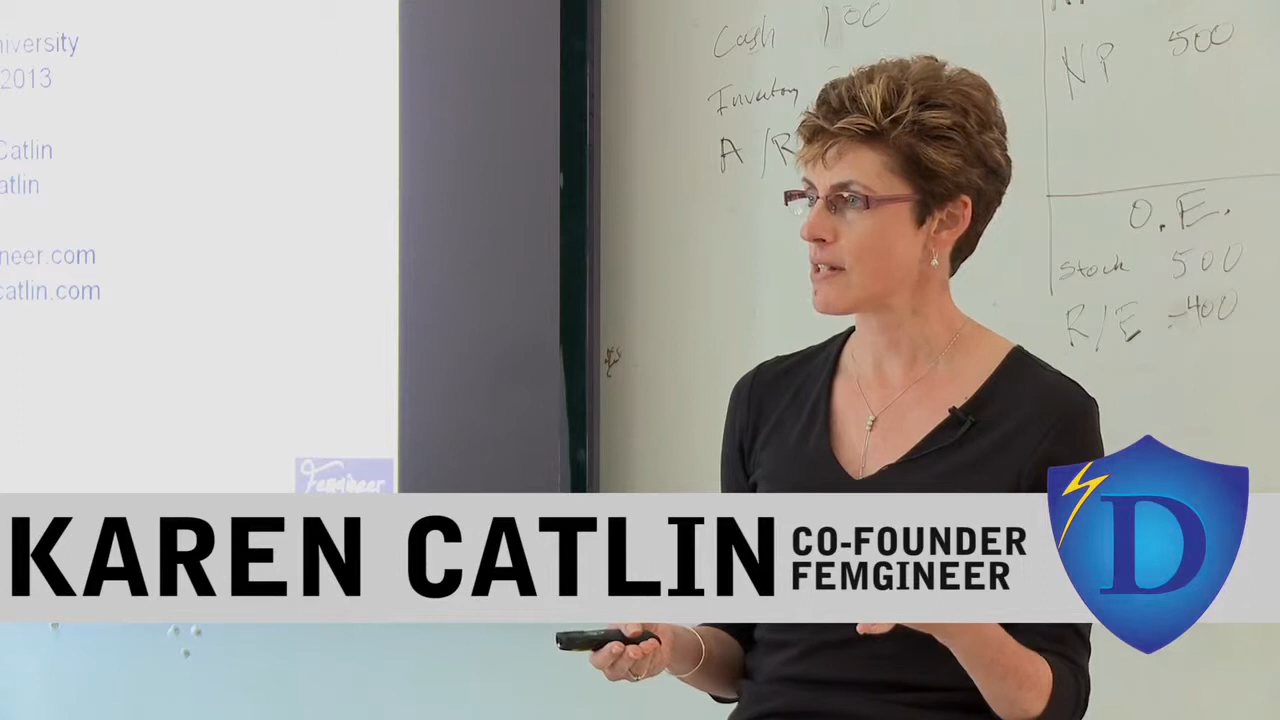 niversity
2013
Catlin
atlin
neer.com
catlin.com
Femgineer
Cash 100
Inventory
A/R
NP 500
O.E.
Stock 500
R/E -400
KAREN CATLIN
CO-FOUNDER
FEMGINEER
D